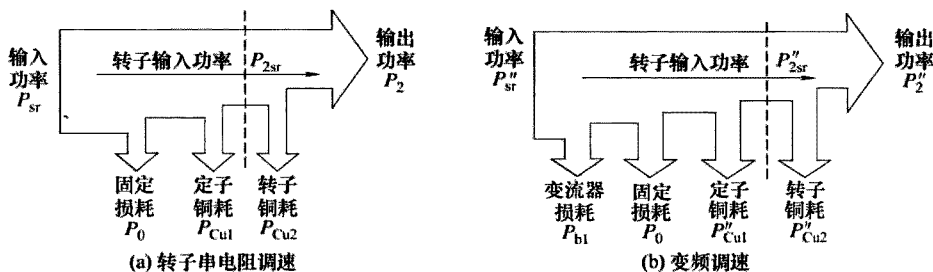 输入
功率
P_sr
转子输入功率
P_2sr
输出
功率
P_2
固定
损耗
P_0
定子
铜耗
P_Cu1
转子
铜耗
P_Cu2
(a) 转子串电阻调速
输入
功率
P″_sr
转子输入功率
P″_2sr
输出
功率
P″_2
变流器
损耗
P_b1
固定
损耗
P_0
定子
铜耗
P″_Cu1
转子
铜耗
P″_Cu2
(b) 变频调速